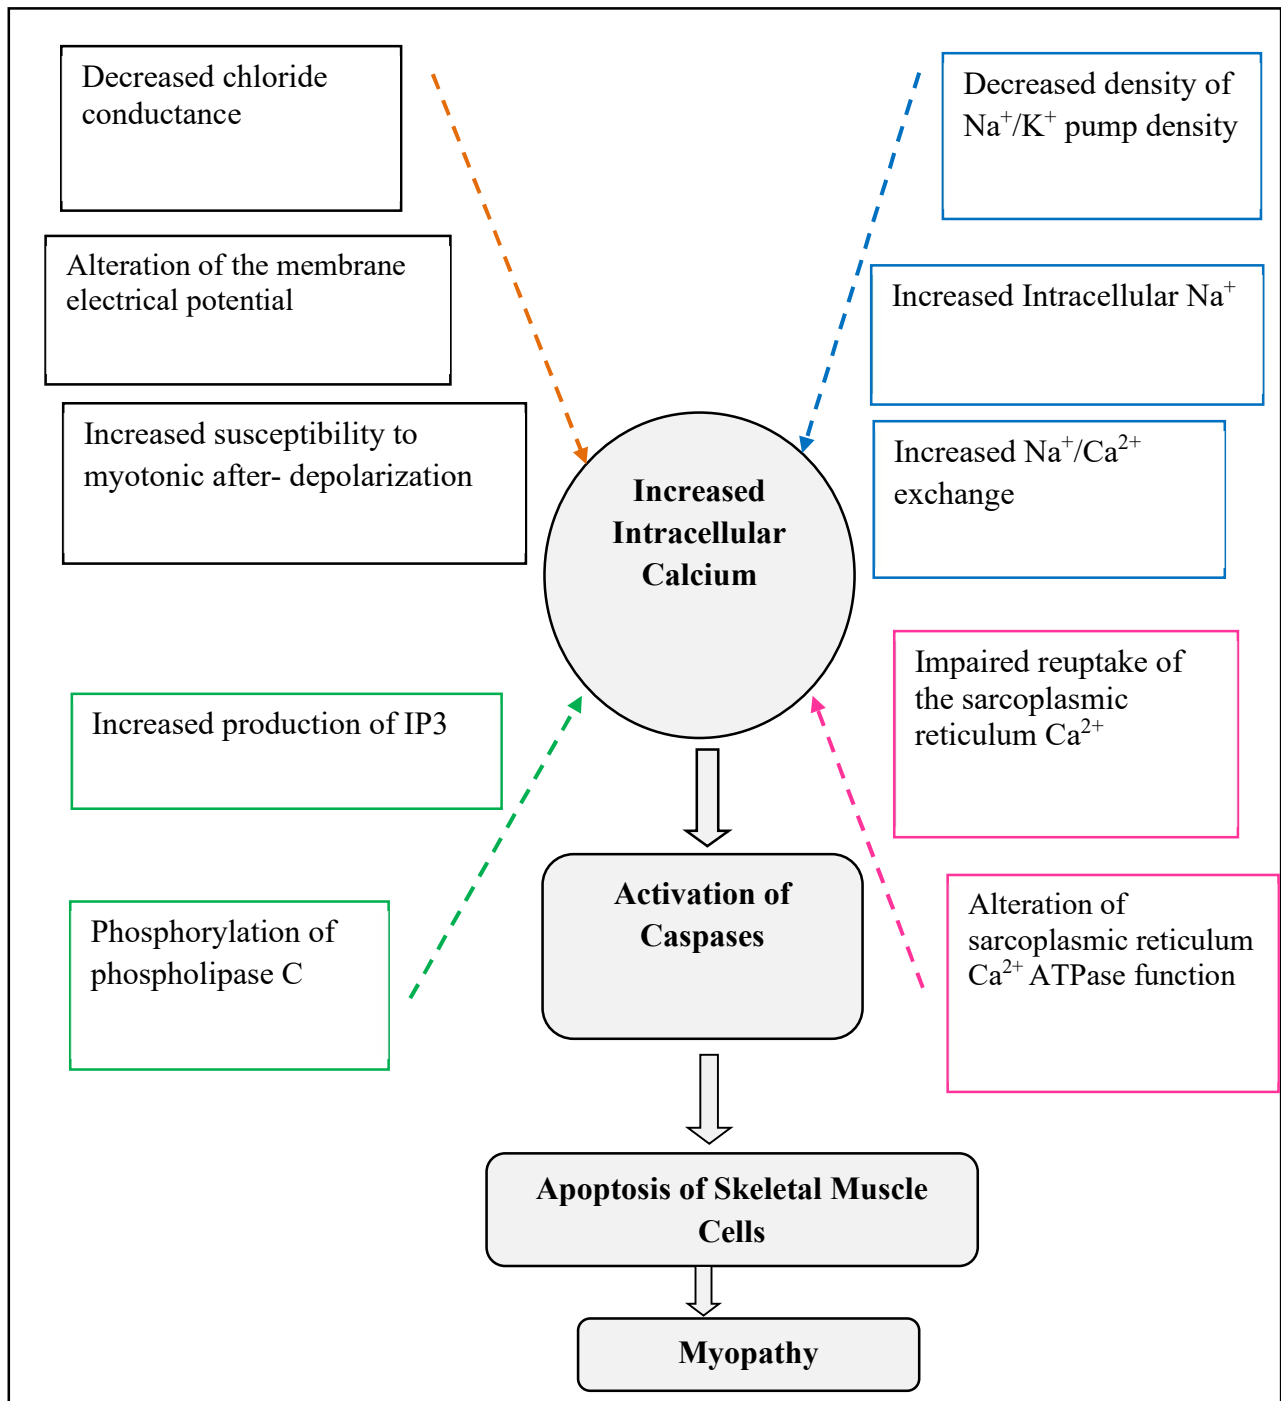 Decreased chloride
conductance
Alteration of the membrane
electrical potential
Increased susceptibility to
myotonic after- depolarization
Decreased density of
Na⁺/K⁺ pump density
Increased Intracellular Na⁺
Increased Na⁺/Ca²⁺
exchange
Increased
Intracellular
Calcium
Increased production of IP3
Phosphorylation of
phospholipase C
Impaired reuptake of
the sarcoplasmic
reticulum Ca²⁺
Alteration of
sarcoplasmic reticulum
Ca²⁺ ATPase function
Activation of
Caspases
Apoptosis of Skeletal Muscle
Cells
Myopathy